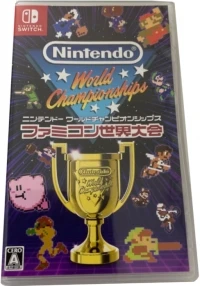 NINTENDO
SWITCH
Nintendo
World
Championships
ニンテンドー ワールドチャンピオンシップス
ファミコン世界大会
Nintendo
CERO
A